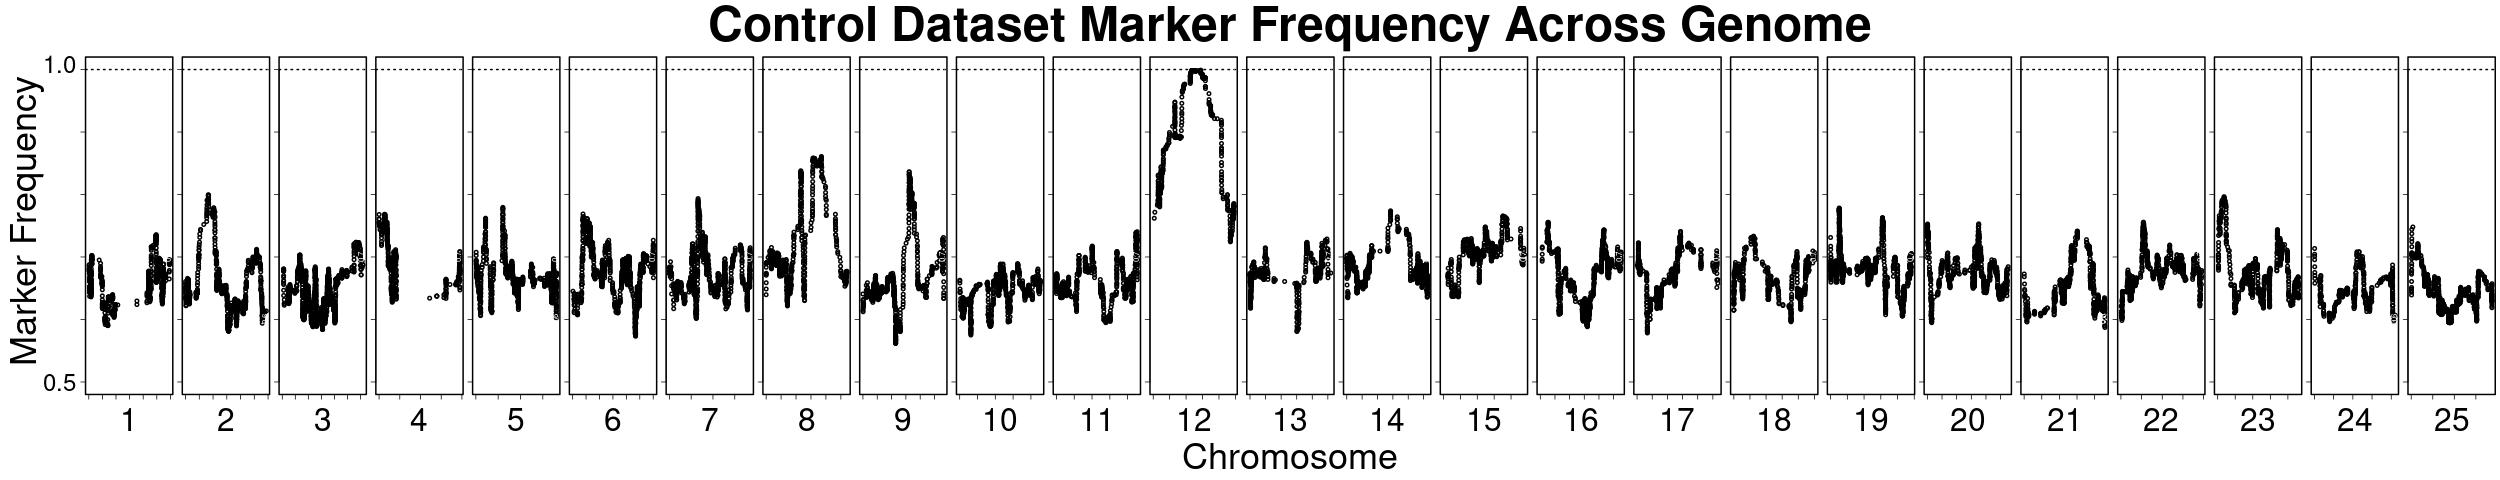 Control Dataset Marker Frequency Across Genome
Marker Frequency
1.0
0.5
1 2 3 4 5 6 7 8 9 10 11 12 13 14 15 16 17 18 19 20 21 22 23 24 25
Chromosome